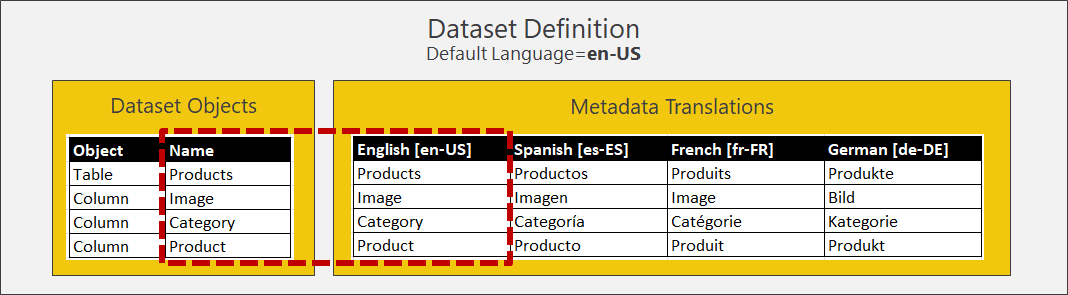 Dataset Definition
Default Language=en-US
Dataset Objects
Object Name
Table Products
Column Image
Column Category
Column Product
Metadata Translations
English [en-US] Spanish [es-ES] French [fr-FR] German [de-DE]
Products Productos Produits Produkte
Image Imagen Image Bild
Category Categoría Catégorie Kategorie
Product Producto Produit Produkt